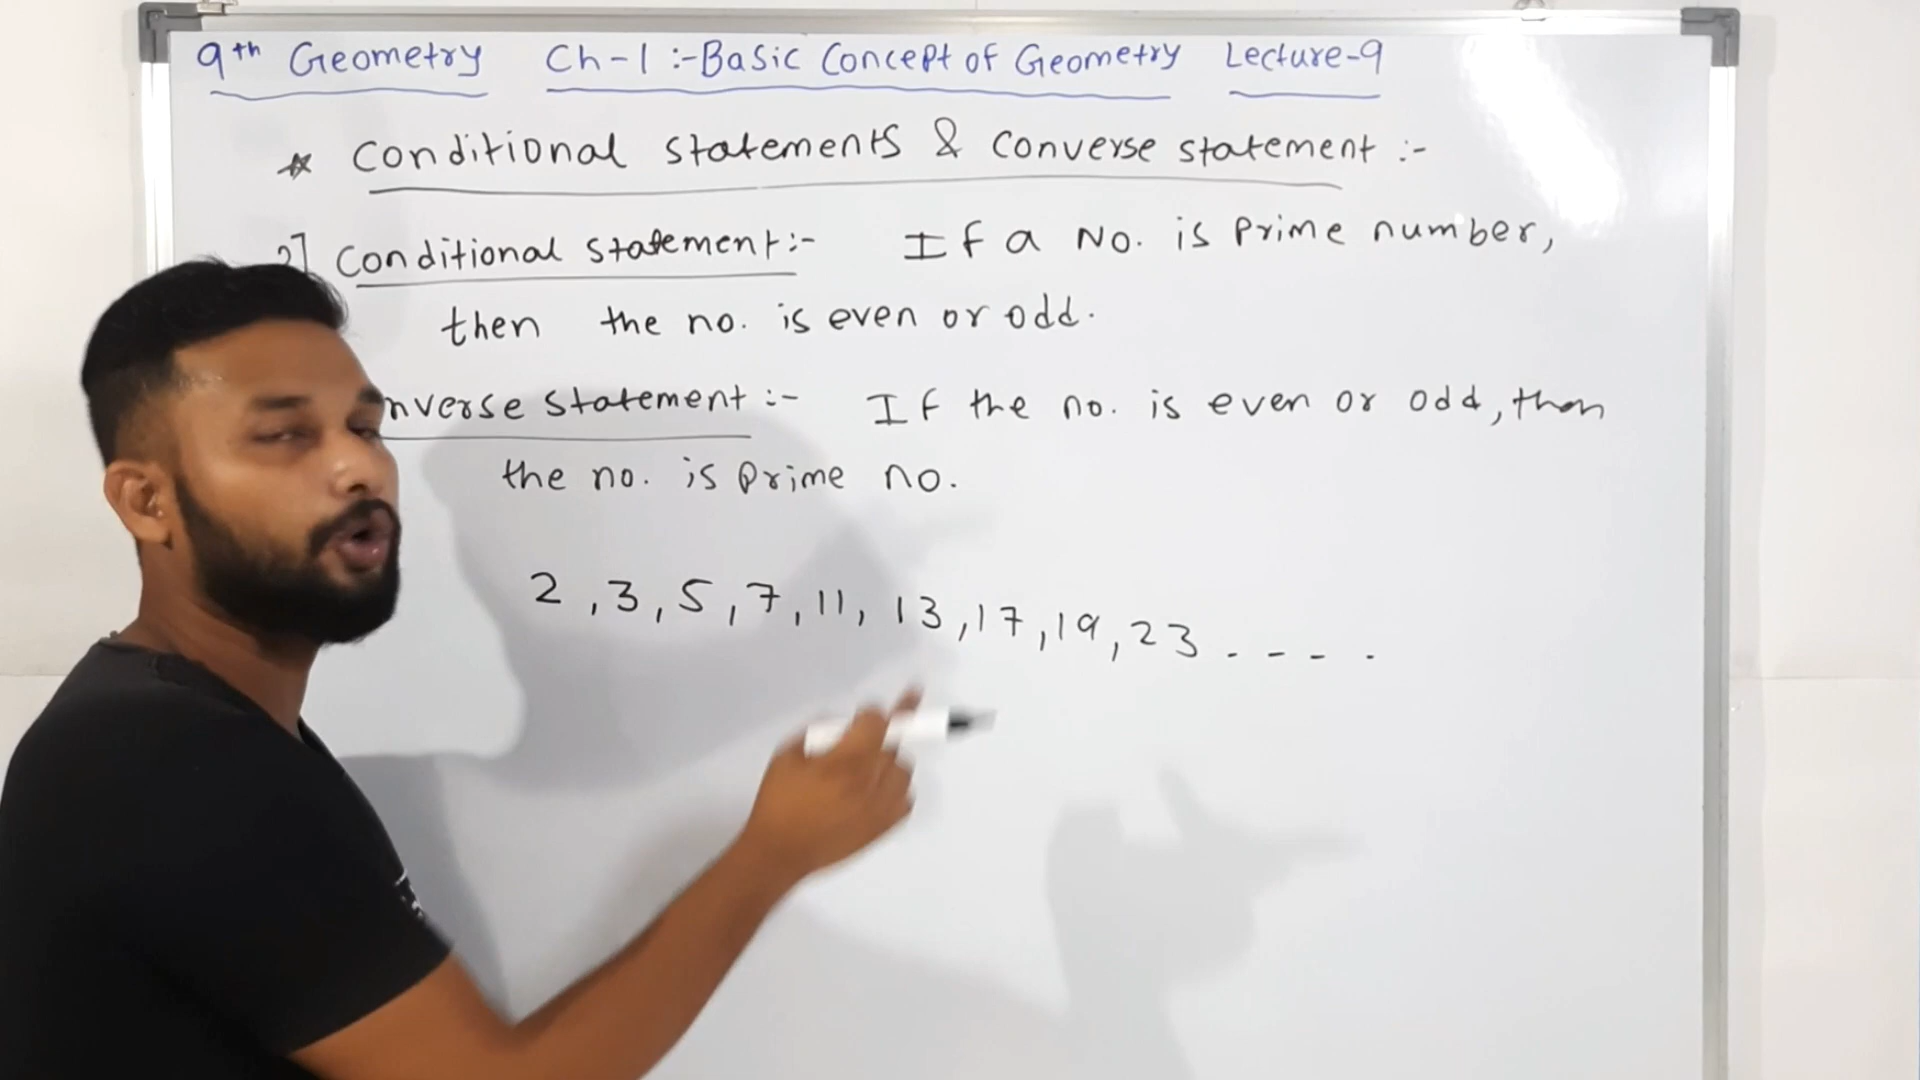 9th Geometry Ch-1 :- Basic Concept of Geometry Lecture-9
* Conditional statements & converse statement :-
2] Conditional statement :- If a No. is prime number,
then the no. is even or odd.
nverse statement :- If the no. is even or odd, then
the no. is prime no.
2, 3, 5, 7, 11, 13, 17, 19, 23 - - - -